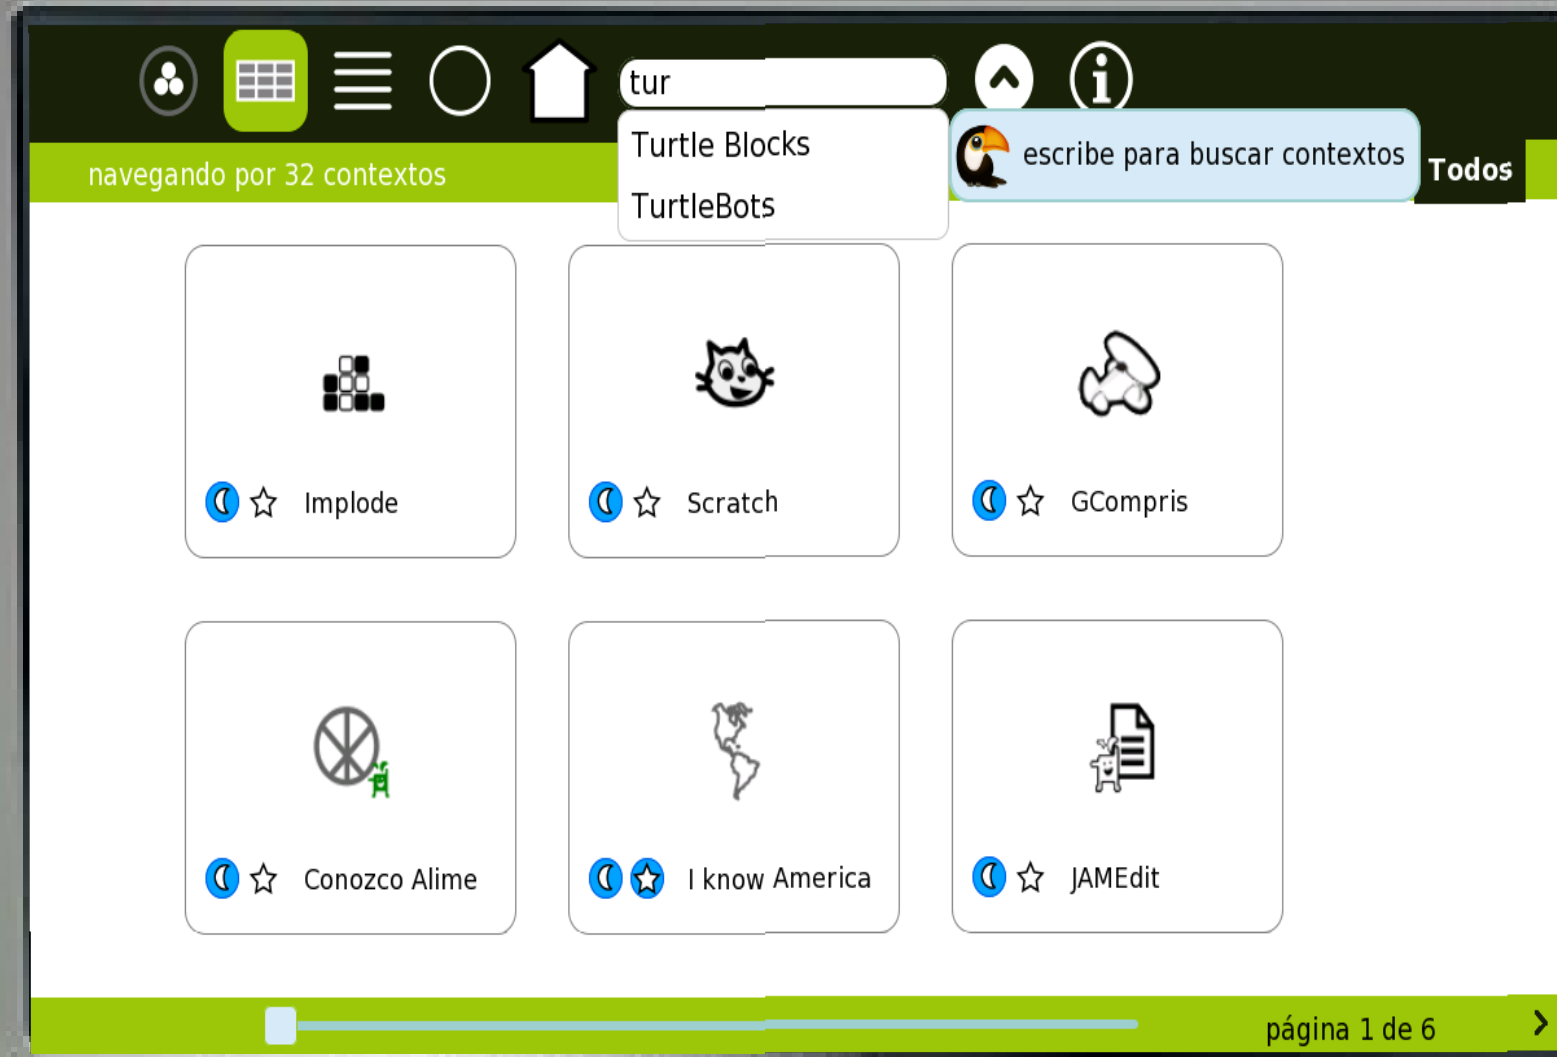 tur
Turtle Blocks
TurtleBots
escribe para buscar contextos
navegando por 32 contextos
Todos
Implode
Scratch
GCompris
Conozco Alime
I know America
JAMEdit
página 1 de 6